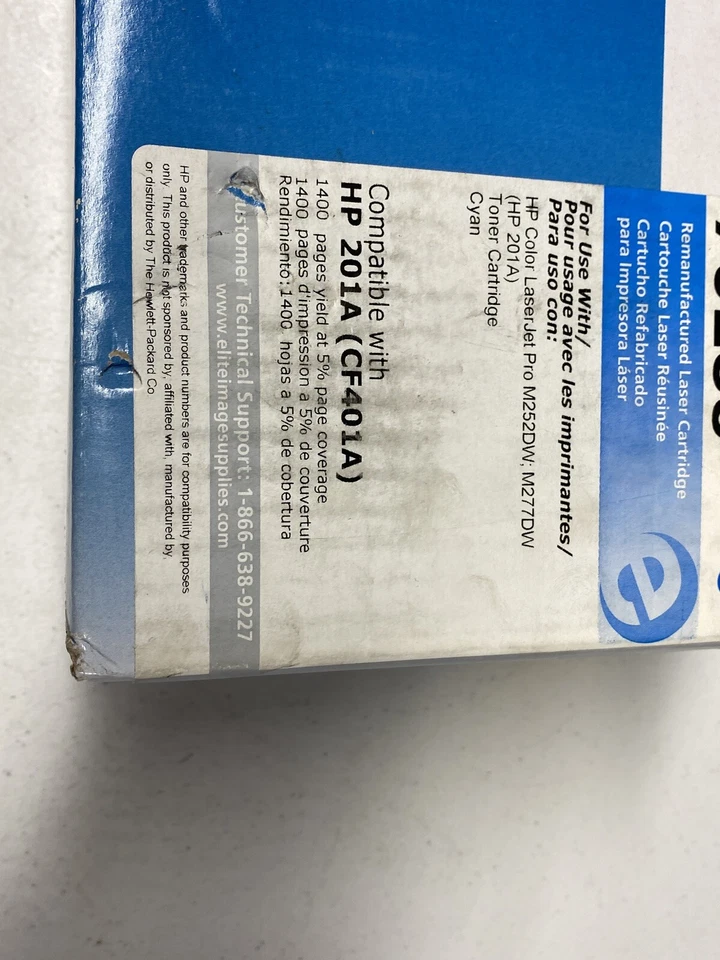 Remanufactured Laser Cartridge
Cartouche Laser Réusinée
Cartucho Refabricado
para Impresora Láser
e
For Use With/
Pour usage avec les imprimantes/
Para uso con:
HP Color LaserJet Pro M252DW; M277DW
(HP 201A)
Toner Cartridge
Cyan
Compatible with
HP 201A (CF401A)
1400 pages yield at 5% page coverage
1400 pages d'impression a 5% de couverture
Rendimiento: 1400 hojas a 5% de cobertura
ustomer Technical Support: 1-866-638-9227
www.eliteimagesupplies.com
HP and other trademarks and product numbers are for compatibility purposes
only. This product is not sponsored by, affiliated with, manufactured by,
or distributed by The Hewlett-Packard Co